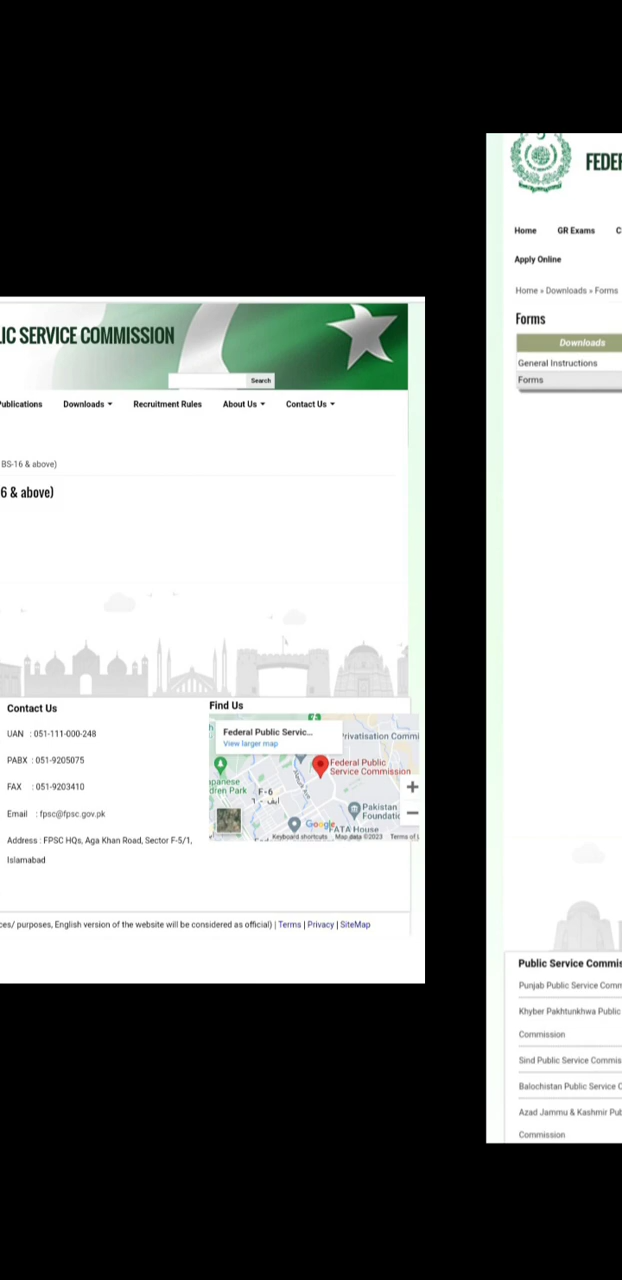 LIC SERVICE COMMISSION
Search
Publications Downloads Recruitment Rules About Us Contact Us
BS-16 & above)
6 & above)
Contact Us
UAN : 051-111-000-248
PABX : 051-9205075
FAX : 051-9203410
Email : fpsc@fpsc.gov.pk
Address : FPSC HQs, Aga Khan Road, Sector F-5/1,
Islamabad
Find Us
Federal Public Servic...
View larger map
Privatisation Commi
Federal Public
Service Commission
apanese
dren Park
F-6
Pakistan
Foundatic
Google
FATA House
Keyboard shortcuts Map data ©2023 Terms of
ces/ purposes, English version of the website will be considered as official) | Terms | Privacy | SiteMap
FEDER
Home GR Exams C
Apply Online
Home » Downloads » Forms
Forms
Downloads
General Instructions
Forms
Public Service Commis
Punjab Public Service Comm
Khyber Pakhtunkhwa Public
Commission
Sind Public Service Commis
Balochistan Public Service C
Azad Jammu & Kashmir Pub
Commission